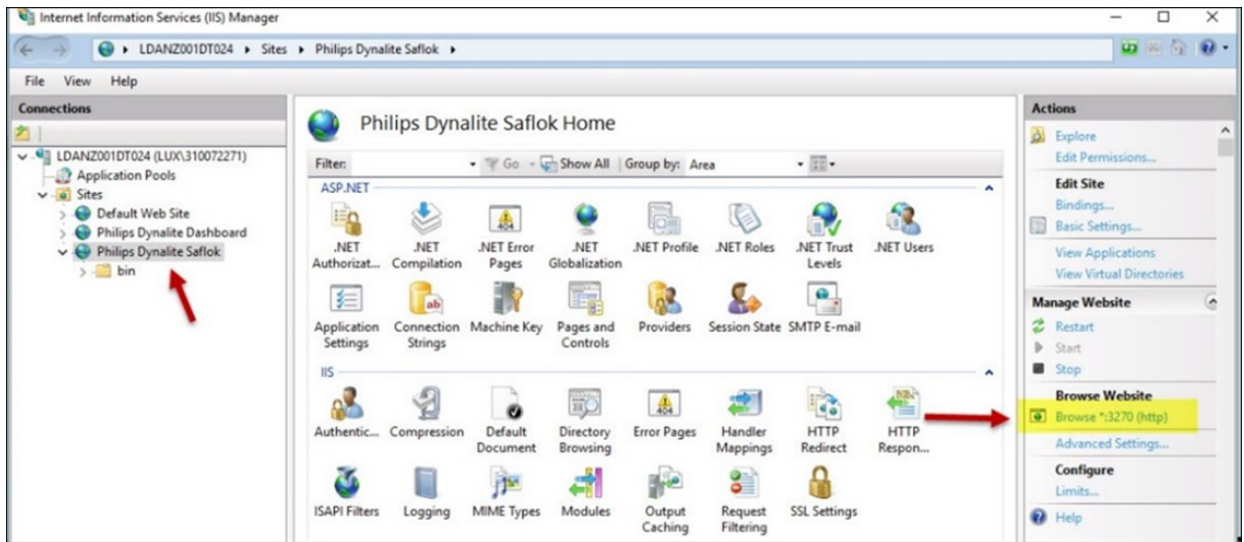 Internet Information Services (IIS) Manager
LDANZ001DT024 Sites Philips Dynalite Saflok
File View Help
Connections
LDANZ001DT024 (LUX\310072271)
Application Pools
Sites
Default Web Site
Philips Dynalite Dashboard
Philips Dynalite Saflok
bin
Philips Dynalite Saflok Home
Filter: Go Show All Group by: Area
ASP.NET
.NET Authorizat...
.NET Compilation
404
.NET Error Pages
.NET Globalization
.NET Profile
.NET Roles
.NET Trust Levels
.NET Users
Application Settings
ab
Connection Strings
Machine Key
Pages and Controls
Providers
Session State
SMTP E-mail
IIS
Authentic...
Compression
Default Document
Directory Browsing
404
Error Pages
Handler Mappings
HTTP Redirect
HTTP Respon...
ISAPI Filters
Logging
MIME Types
Modules
Output Caching
Request Filtering
SSL Settings
Actions
Explore
Edit Permissions...
Edit Site
Bindings...
Basic Settings...
View Applications
View Virtual Directories
Manage Website
Restart
Start
Stop
Browse Website
Browse *:3270 (http)
Advanced Settings...
Configure
Limits...
Help